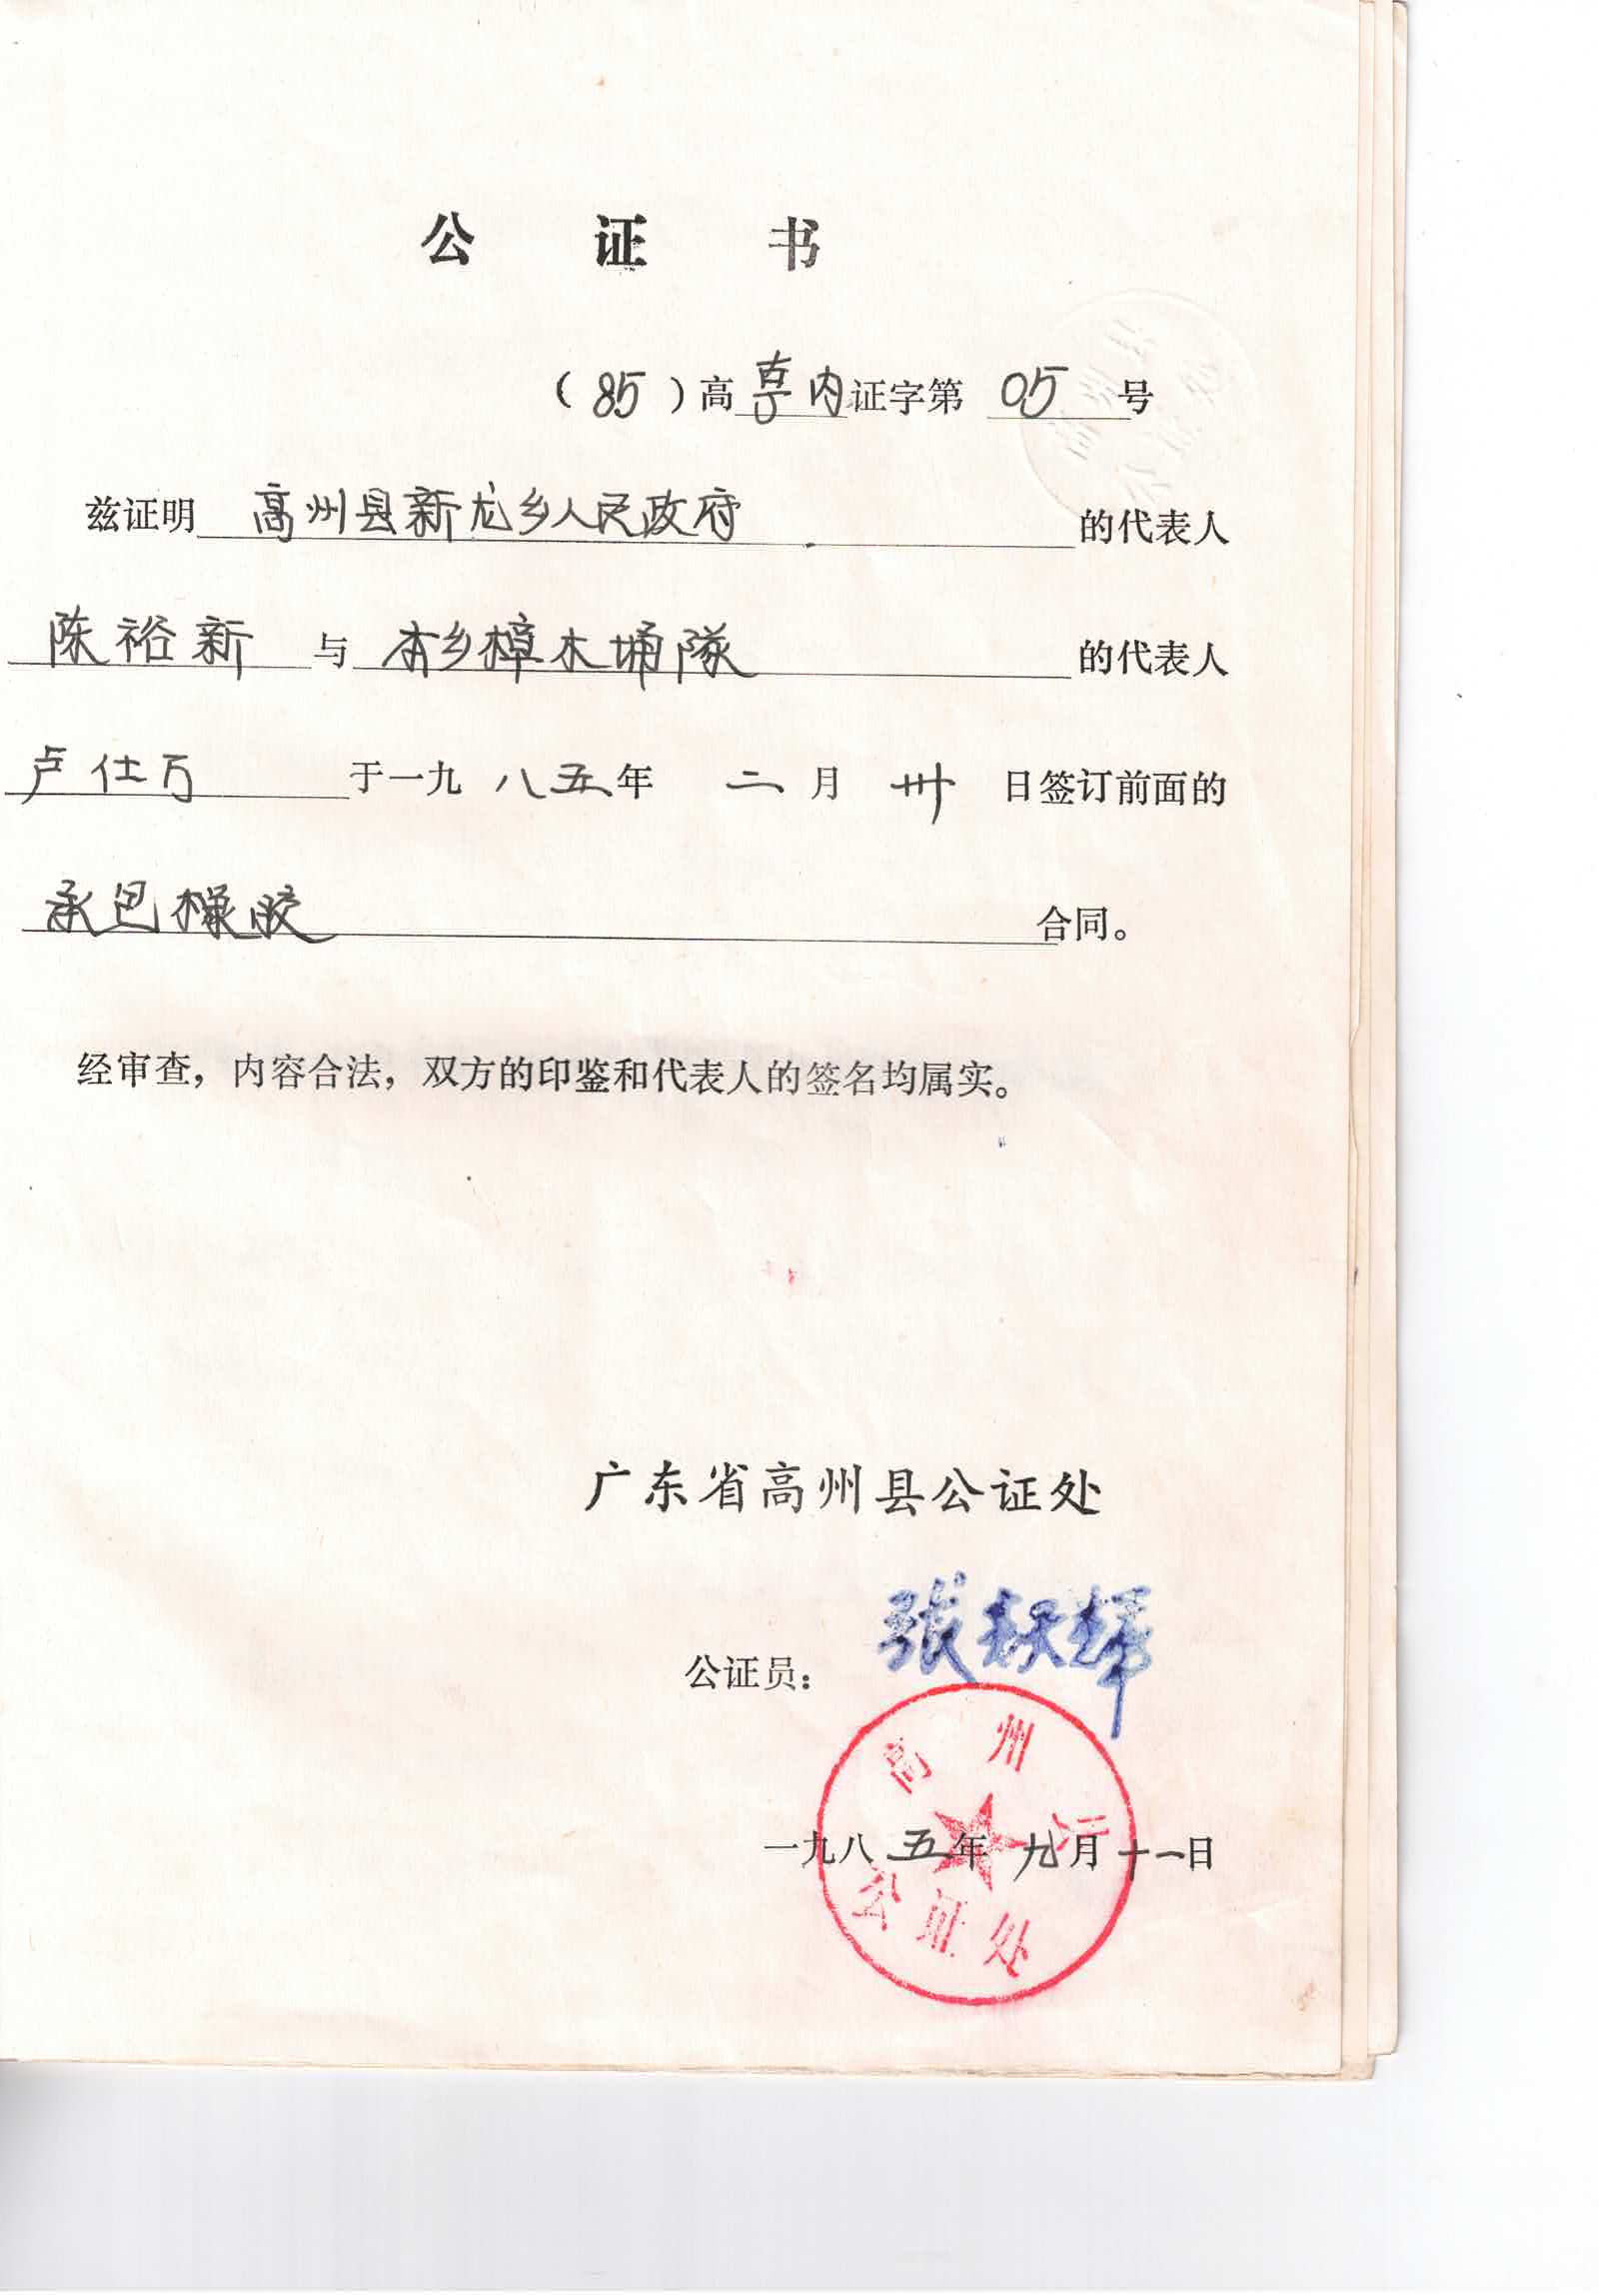 公 证 书
(85)高 内证字第 05 号
兹证明 高州县新龙乡人民政府 的代表人
陈裕新 与 本乡樟木埇隊 的代表人
卢仕万 于一九八五年 二 月 卅 日签订前面的
承包橡胶 合同。
经审查，内容合法，双方的印鉴和代表人的签名均属实。
广东省高州县公证处
公证员：张 辉
高州
公证处
一九八五年九月十一日